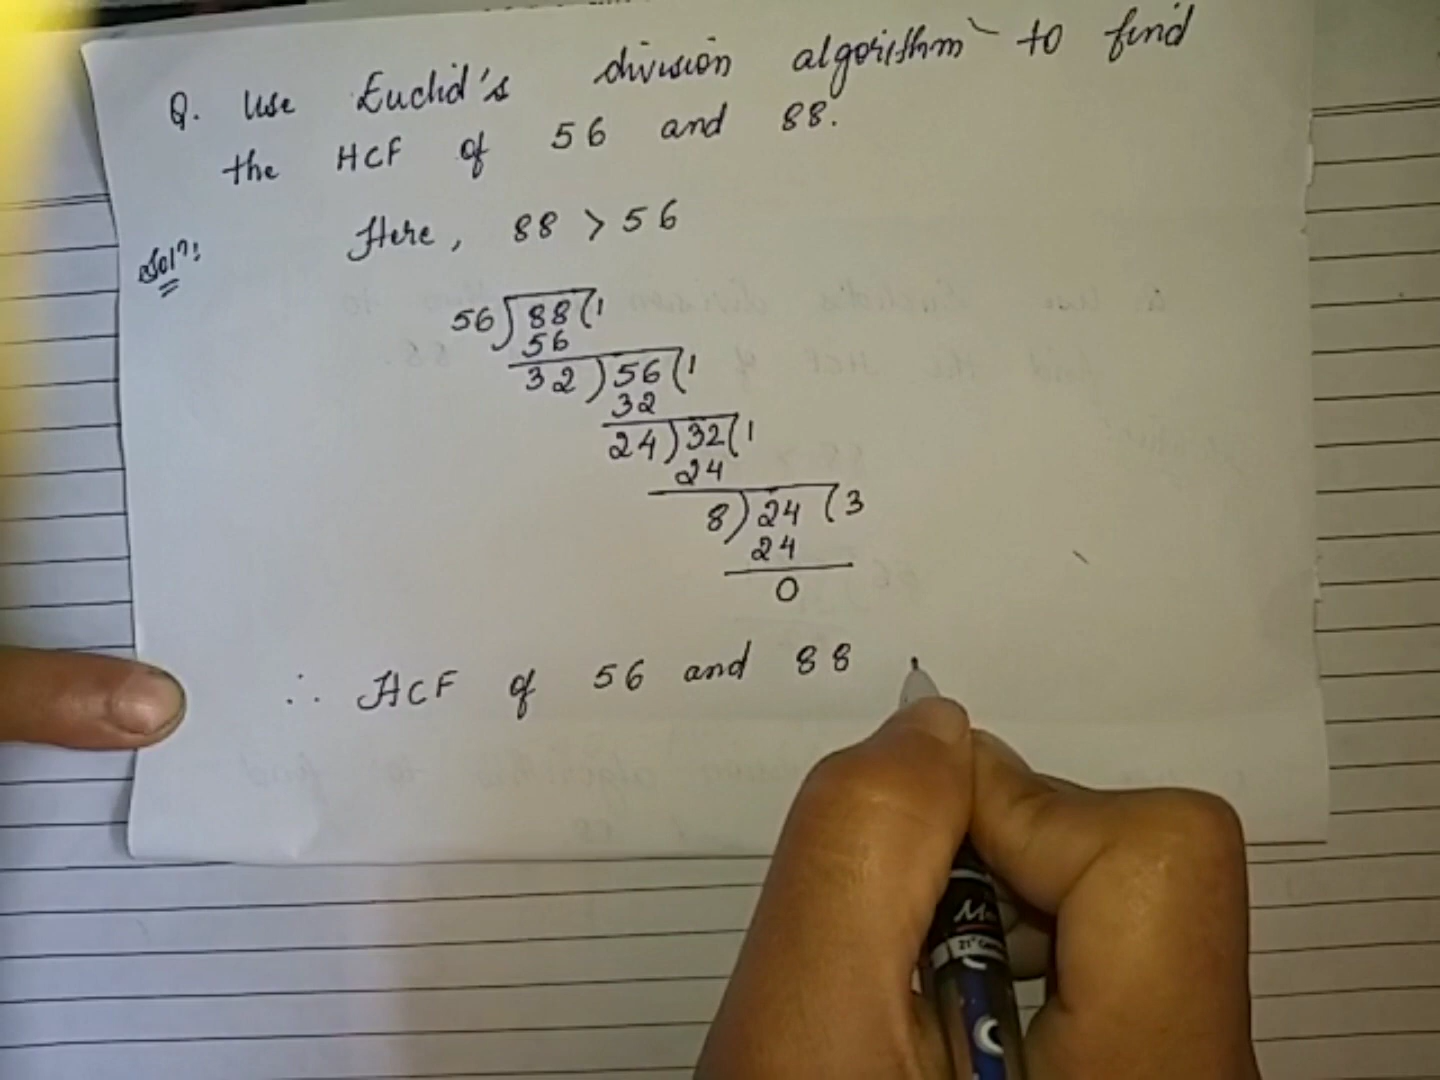 Q. Use Euclid's division algorithm to find
the HCF of 56 and 88.
Sol^n:
Here, 88 > 56
56 ) 88 ( 1
56
32 ) 56 ( 1
32
24 ) 32 ( 1
24
8 ) 24 ( 3
24
0
∴ HCF of 56 and 88